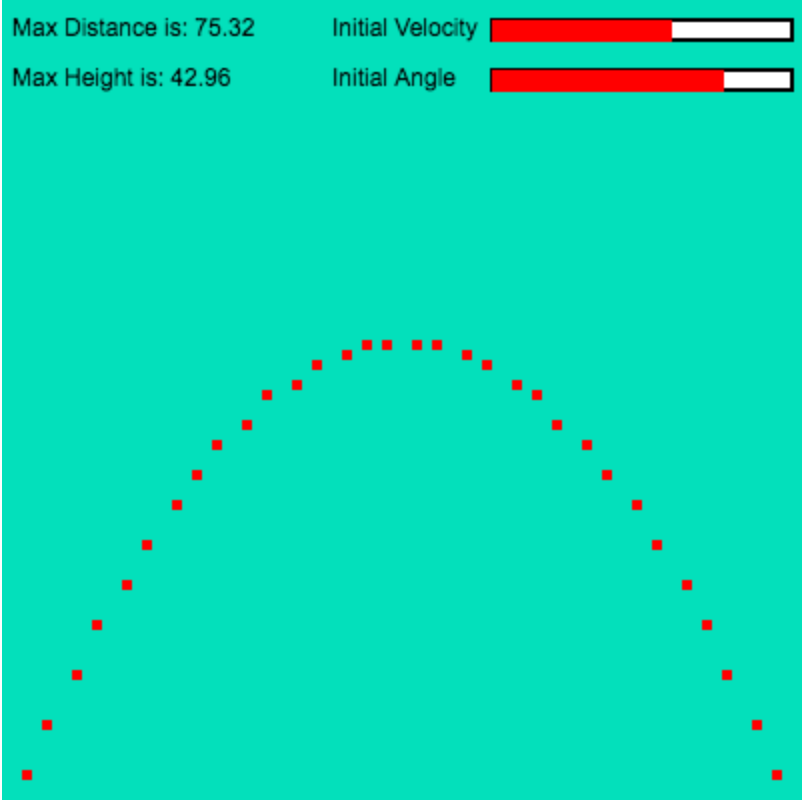 Max Distance is: 75.32
Initial Velocity
Max Height is: 42.96
Initial Angle